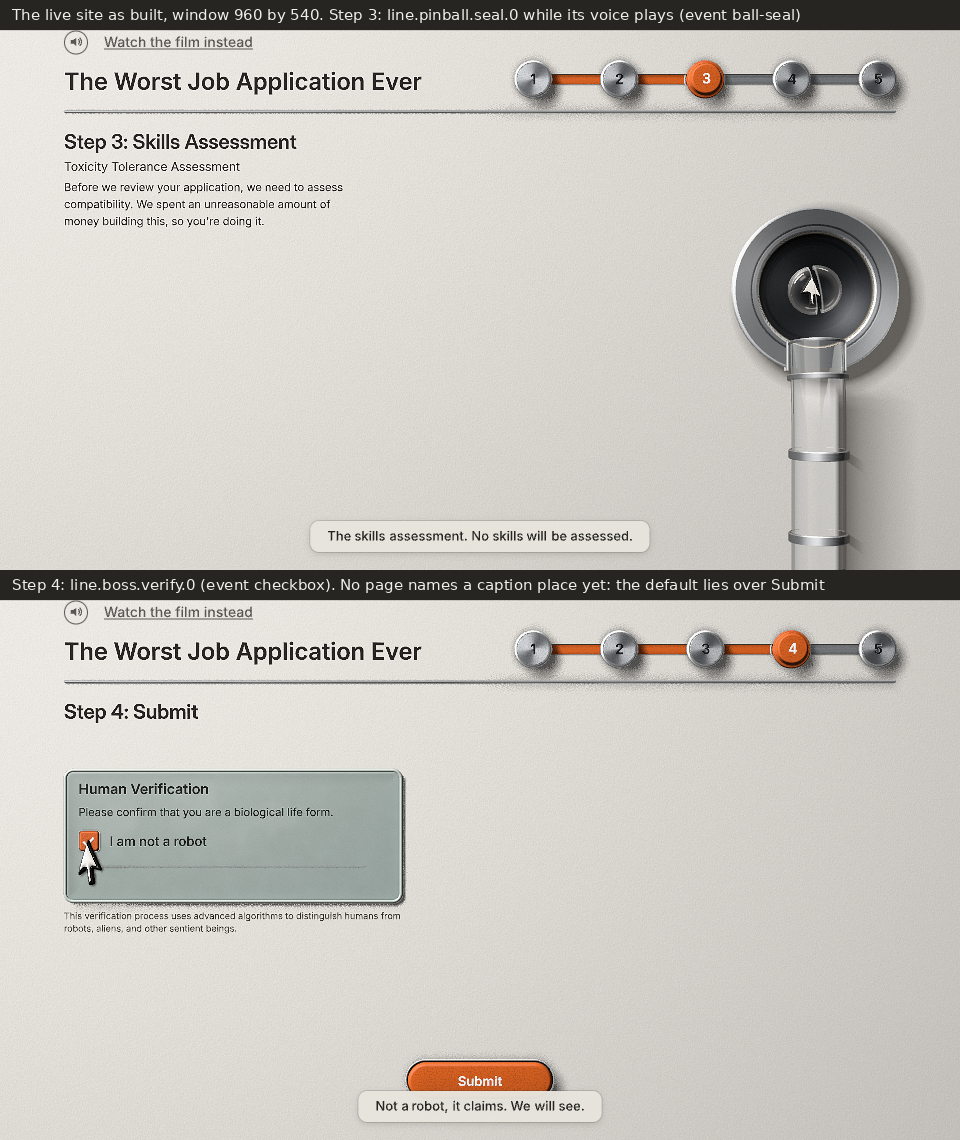 The live site as built, window 960 by 540. Step 3: line.pinball.seal.0 while its voice plays (event ball-seal)
Watch the film instead
The Worst Job Application Ever
1 2 3 4 5
Step 3: Skills Assessment
Toxicity Tolerance Assessment
Before we review your application, we need to assess
compatibility. We spent an unreasonable amount of
money building this, so you're doing it.
The skills assessment. No skills will be assessed.
Step 4: line.boss.verify.0 (event checkbox). No page names a caption place yet: the default lies over Submit
Watch the film instead
The Worst Job Application Ever
1 2 3 4 5
Step 4: Submit
Human Verification
Please confirm that you are a biological life form.
I am not a robot
This verification process uses advanced algorithms to distinguish humans from
robots, aliens, and other sentient beings.
Submit
Not a robot, it claims. We will see.